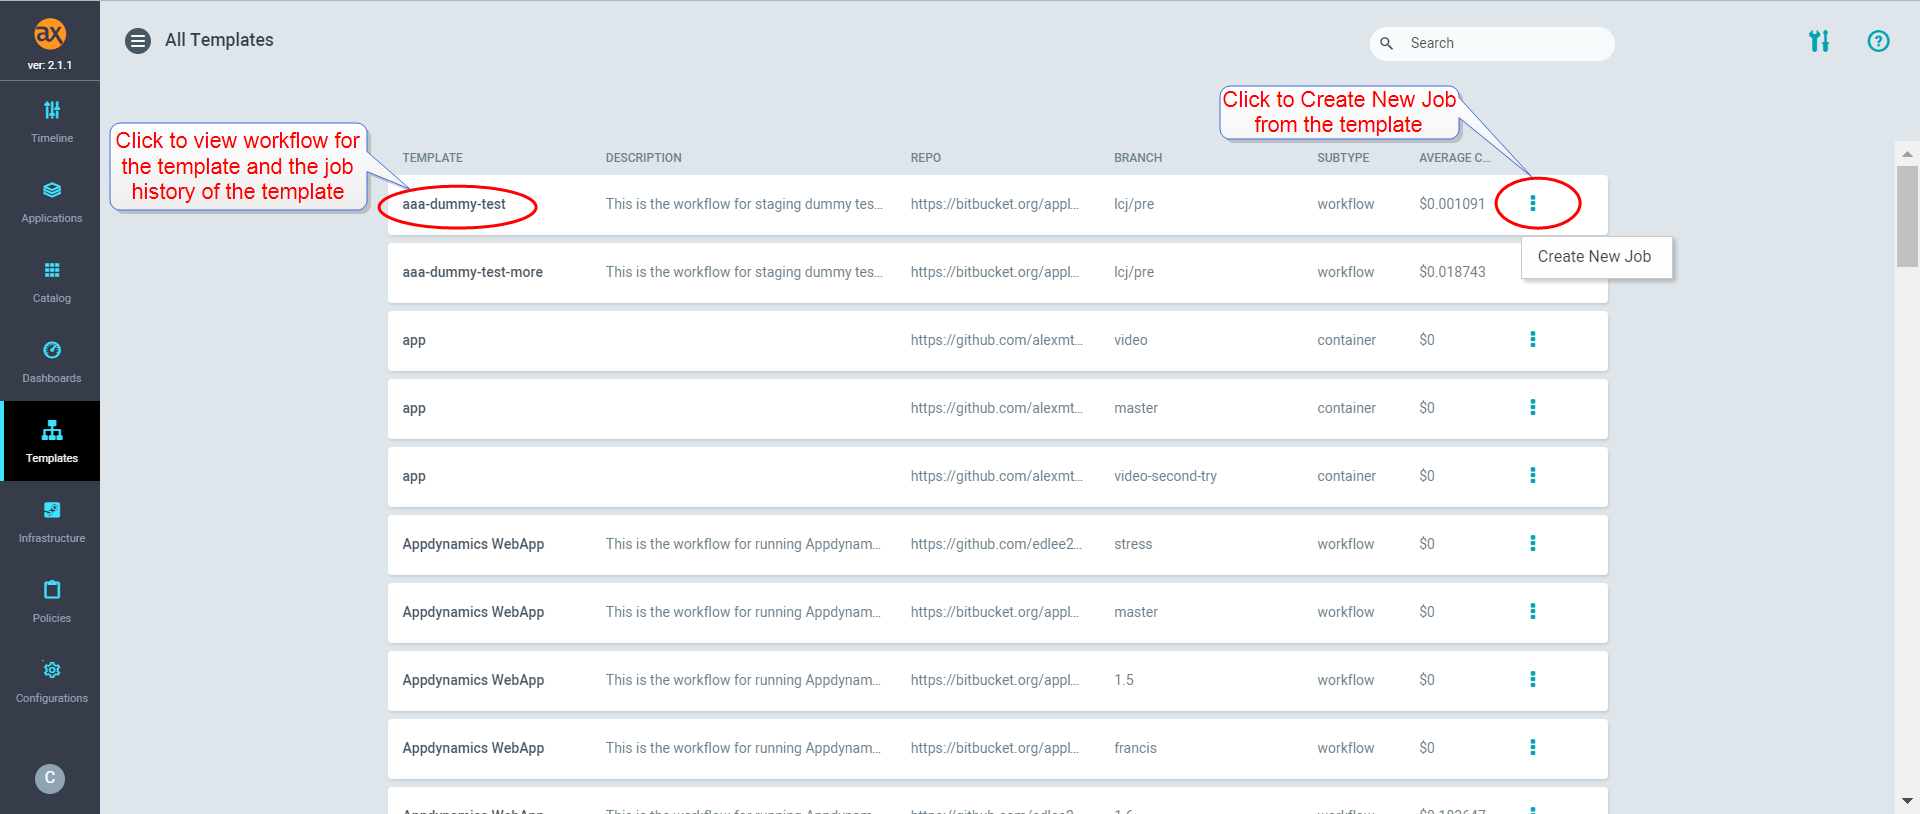 ax
ver: 2.1.1
All Templates
Search
Timeline
Applications
Catalog
Dashboards
Templates
Infrastructure
Policies
Configurations
C
Click to view workflow for
the template and the job
history of the template
Click to Create New Job
from the template
TEMPLATE DESCRIPTION REPO BRANCH SUBTYPE AVERAGE C...
aaa-dummy-test This is the workflow for staging dummy tes... https://bitbucket.org/appl... lcj/pre workflow $0.001091
Create New Job
aaa-dummy-test-more This is the workflow for staging dummy tes... https://bitbucket.org/appl... lcj/pre workflow $0.018743
app https://github.com/alexmt... video container $0
app https://github.com/alexmt... master container $0
app https://github.com/alexmt... video-second-try container $0
Appdynamics WebApp This is the workflow for running Appdynam... https://github.com/edlee2... stress workflow $0
Appdynamics WebApp This is the workflow for running Appdynam... https://bitbucket.org/appl... master workflow $0
Appdynamics WebApp This is the workflow for running Appdynam... https://bitbucket.org/appl... 1.5 workflow $0
Appdynamics WebApp This is the workflow for running Appdynam... https://bitbucket.org/appl... francis workflow $0